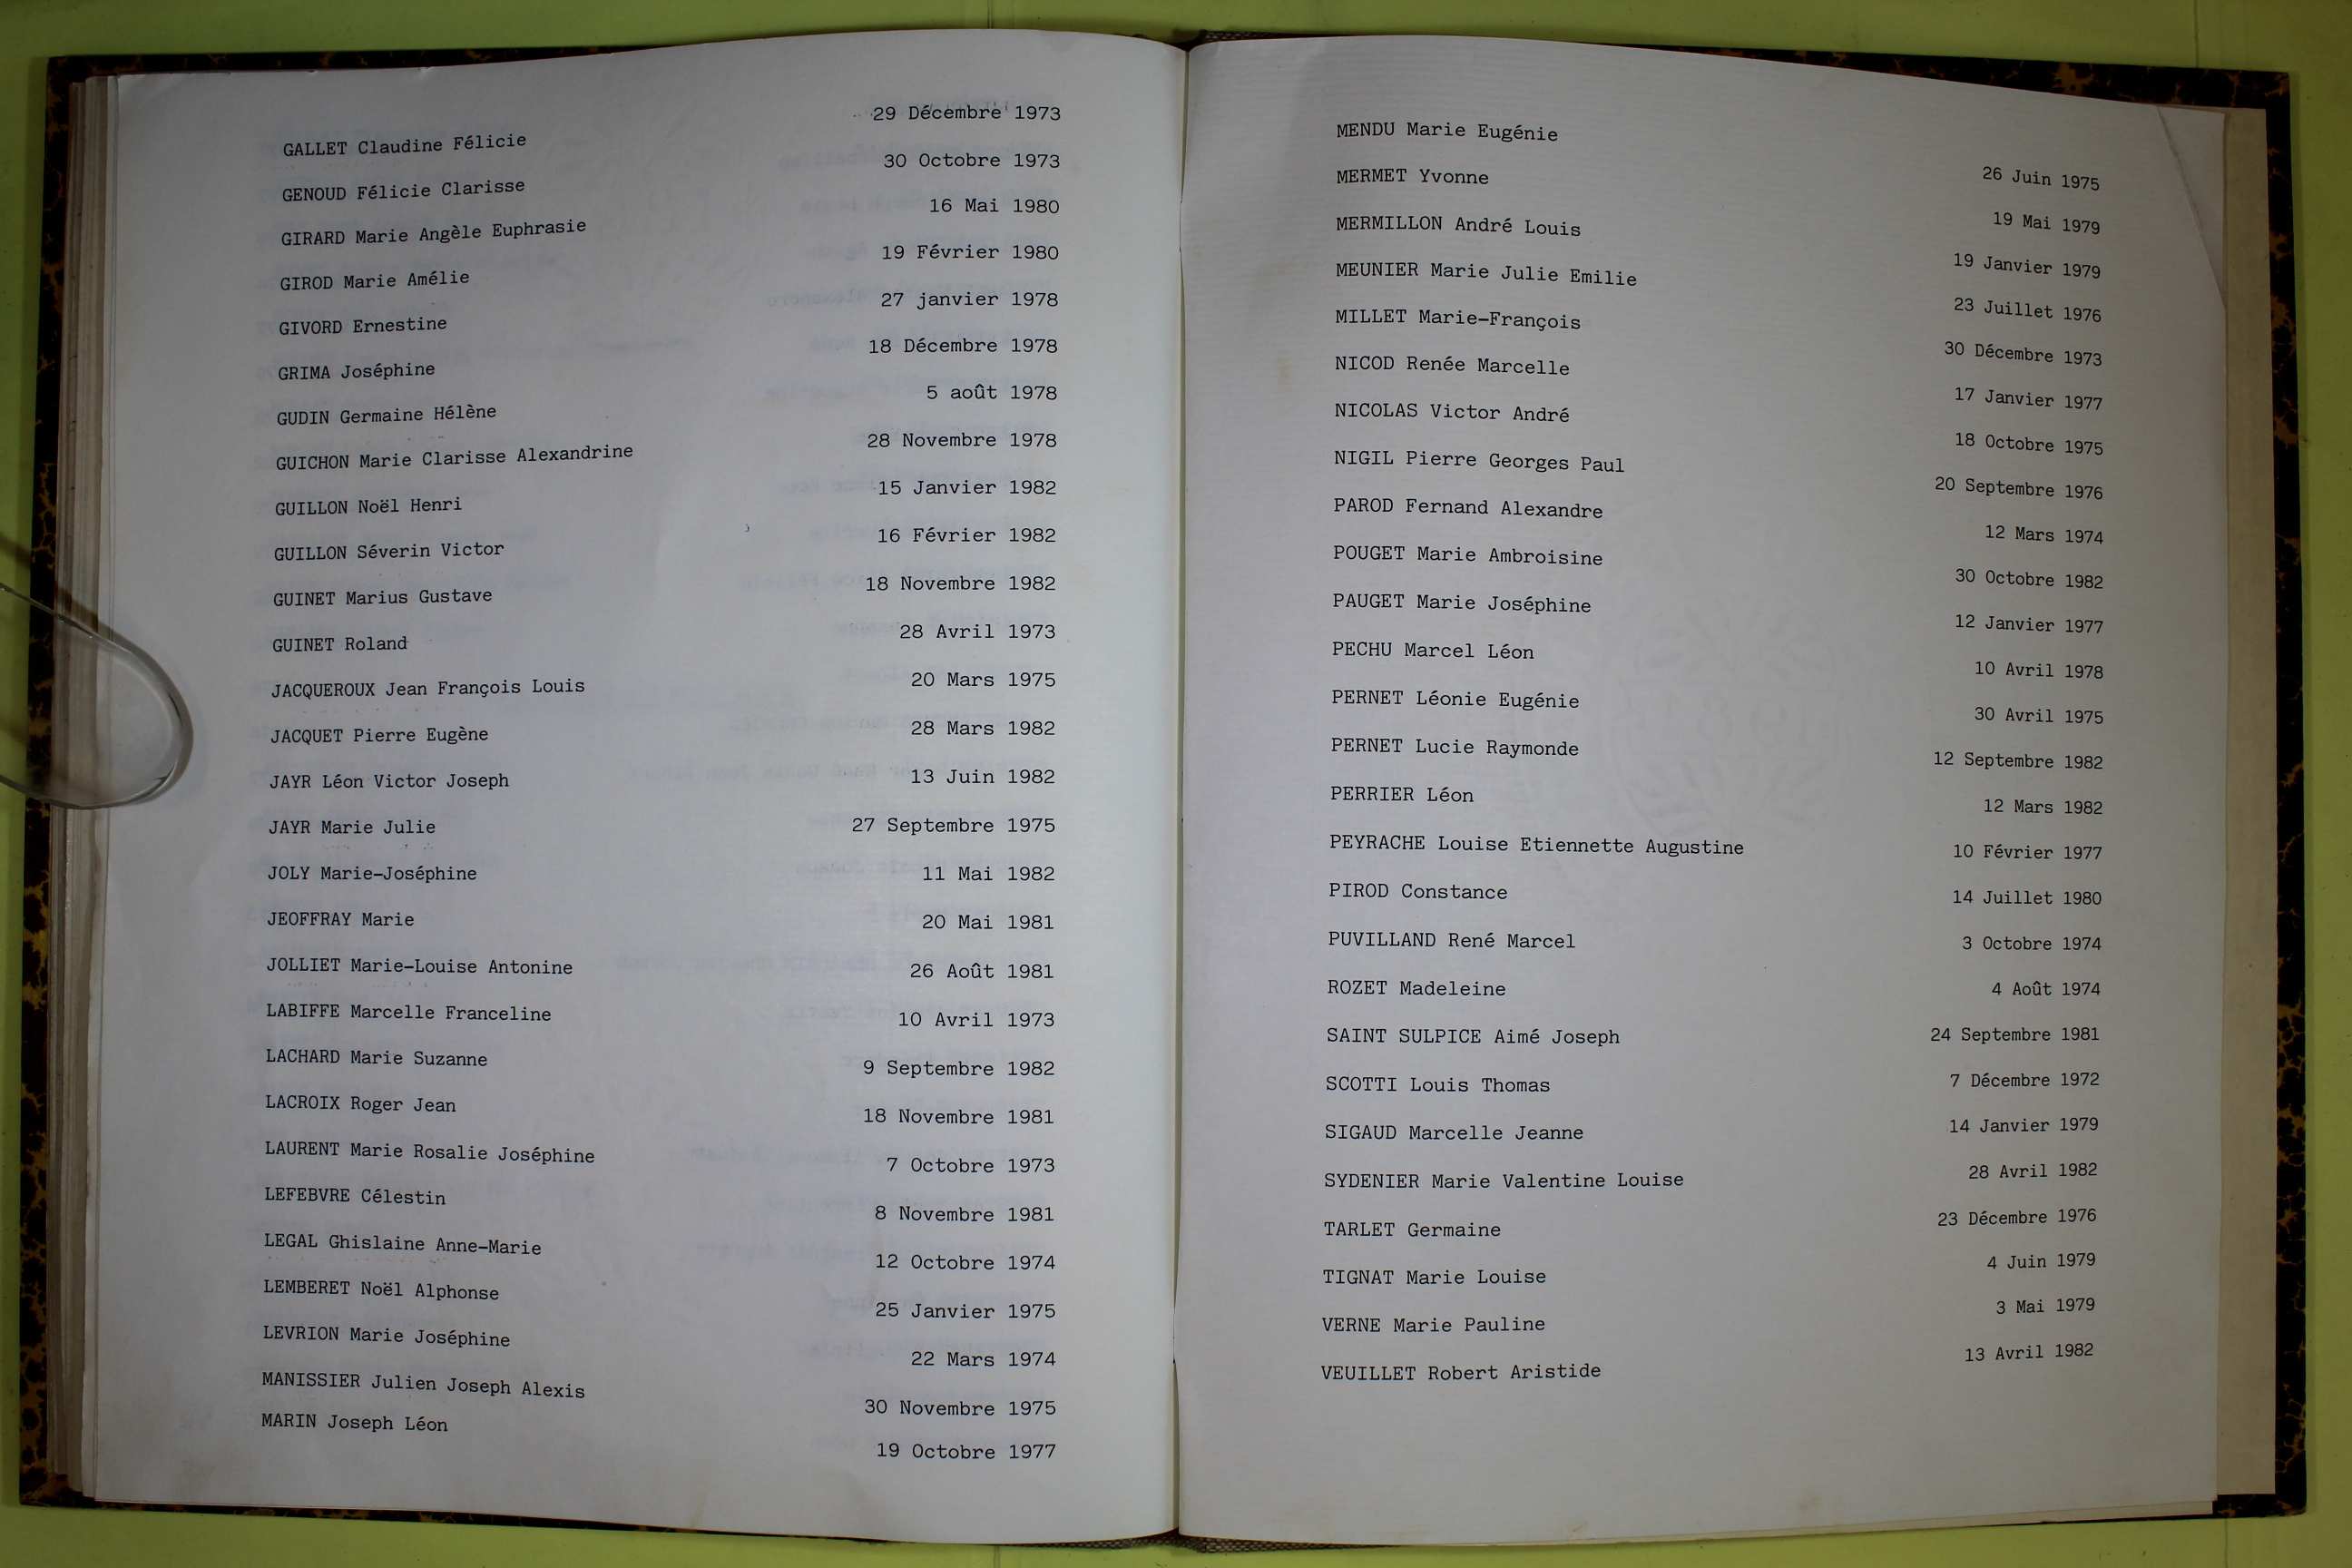 GALLET Claudine Félicie 29 Décembre 1973
GENOUD Félicie Clarisse 30 Octobre 1973
GIRARD Marie Angèle Euphrasie 16 Mai 1980
GIROD Marie Amélie 19 Février 1980
GIVORD Ernestine 27 janvier 1978
GRIMA Joséphine 18 Décembre 1978
GUDIN Germaine Hélène 5 août 1978
GUICHON Marie Clarisse Alexandrine 28 Novembre 1978
GUILLON Noël Henri 15 Janvier 1982
GUILLON Séverin Victor 16 Février 1982
GUINET Marius Gustave 18 Novembre 1982
GUINET Roland 28 Avril 1973
JACQUEROUX Jean François Louis 20 Mars 1975
JACQUET Pierre Eugène 28 Mars 1982
JAYR Léon Victor Joseph 13 Juin 1982
JAYR Marie Julie 27 Septembre 1975
JOLY Marie-Joséphine 11 Mai 1982
JEOFFRAY Marie 20 Mai 1981
JOLLIET Marie-Louise Antonine 26 Août 1981
LABIFFE Marcelle Franceline 10 Avril 1973
LACHARD Marie Suzanne 9 Septembre 1982
LACROIX Roger Jean 18 Novembre 1981
LAURENT Marie Rosalie Joséphine 7 Octobre 1973
LEFEBVRE Célestin 8 Novembre 1981
LEGAL Ghislaine Anne-Marie 12 Octobre 1974
LEMBERET Noël Alphonse 25 Janvier 1975
LEVRION Marie Joséphine 22 Mars 1974
MANISSIER Julien Joseph Alexis 30 Novembre 1975
MARIN Joseph Léon 19 Octobre 1977
MENDU Marie Eugénie 26 Juin 1975
MERMET Yvonne 19 Mai 1979
MERMILLON André Louis 19 Janvier 1979
MEUNIER Marie Julie Emilie 23 Juillet 1976
MILLET Marie-François 30 Décembre 1973
NICOD Renée Marcelle 17 Janvier 1977
NICOLAS Victor André 18 Octobre 1975
NIGIL Pierre Georges Paul 20 Septembre 1976
PAROD Fernand Alexandre 12 Mars 1974
POUGET Marie Ambroisine 30 Octobre 1982
PAUGET Marie Joséphine 12 Janvier 1977
PECHU Marcel Léon 10 Avril 1978
PERNET Léonie Eugénie 30 Avril 1975
PERNET Lucie Raymonde 12 Septembre 1982
PERRIER Léon 12 Mars 1982
PEYRACHE Louise Etiennette Augustine 10 Février 1977
PIROD Constance 14 Juillet 1980
PUVILLAND René Marcel 3 Octobre 1974
ROZET Madeleine 4 Août 1974
SAINT SULPICE Aimé Joseph 24 Septembre 1981
SCOTTI Louis Thomas 7 Décembre 1972
SIGAUD Marcelle Jeanne 14 Janvier 1979
SYDENIER Marie Valentine Louise 28 Avril 1982
TARLET Germaine 23 Décembre 1976
TIGNAT Marie Louise 4 Juin 1979
VERNE Marie Pauline 3 Mai 1979
VEUILLET Robert Aristide 13 Avril 1982